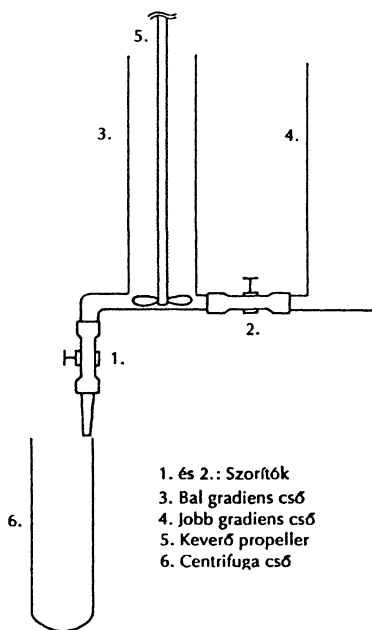 5.
3.
4.
2.
1.
6.
1. és 2.: Szorítók
3. Bal gradiens cső
4. Jobb gradiens cső
5. Keverő propeller
6. Centrifuga cső